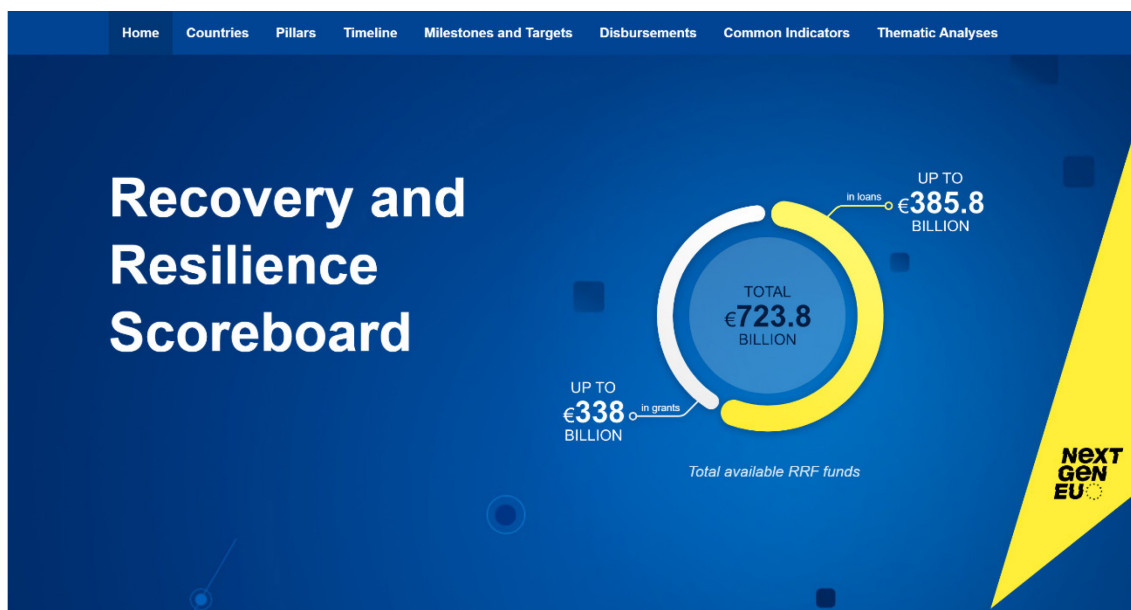 Home Countries Pillars Timeline Milestones and Targets Disbursements Common Indicators Thematic Analyses
Recovery and
Resilience
Scoreboard
UP TO
in loans €385.8
BILLION
TOTAL
€723.8
BILLION
UP TO
€338 in grants
BILLION
Total available RRF funds
NEXT
GEN
EU